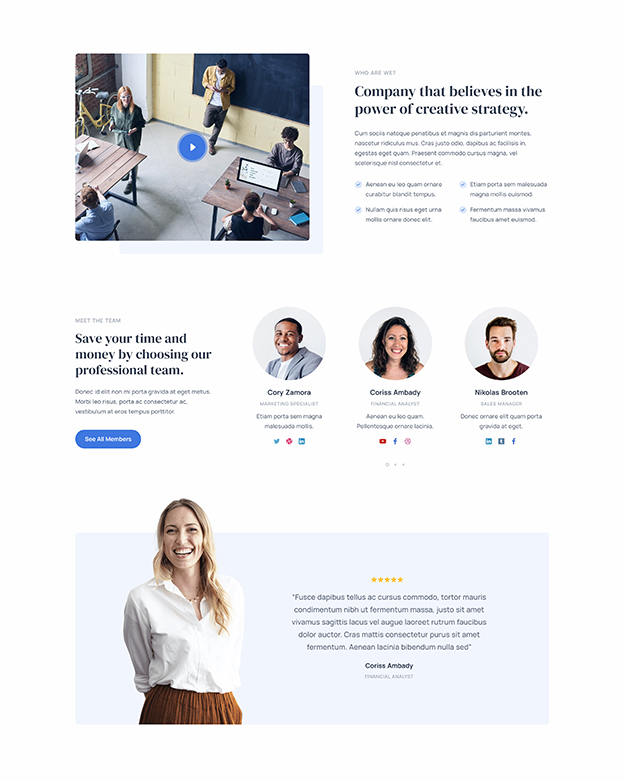 WHO ARE WE?
Company that believes in the
power of creative strategy.
Cum sociis natoque penatibus et magnis dis parturient montes,
nascetur ridiculus mus. Cras justo odio, dapibus ac facilisis in,
egestas eget quam. Praesent commodo cursus magna, vel
scelerisque nisl consectetur et.
Aenean eu leo quam ornare
curabitur blandit tempus.
Etiam porta sem malesuada
magna mollis euismod.
Nullam quis risus eget urna
mollis ornare donec elit.
Fermentum massa vivamus
faucibus amet euismod.
MEET THE TEAM
Save your time and
money by choosing our
professional team.
Donec id elit non mi porta gravida at eget metus.
Morbi leo risus, porta ac consectetur ac,
vestibulum at eros tempus porttitor.
See All Members
Cory Zamora
MARKETING SPECIALIST
Etiam porta sem magna
malesuada mollis.
Coriss Ambady
FINANCIAL ANALYST
Aenean eu leo quam.
Pellentesque ornare lacinia.
Nikolas Brooten
SALES MANAGER
Donec ornare elit quam porta
gravida at eget.
"Fusce dapibus tellus ac cursus commodo, tortor mauris
condimentum nibh ut fermentum massa, justo sit amet
vivamus sagittis lacus vel augue laoreet rutrum faucibus
dolor auctor. Cras mattis consectetur purus sit amet
fermentum. Aenean lacinia bibendum nulla sed"
Coriss Ambady
FINANCIAL ANALYST